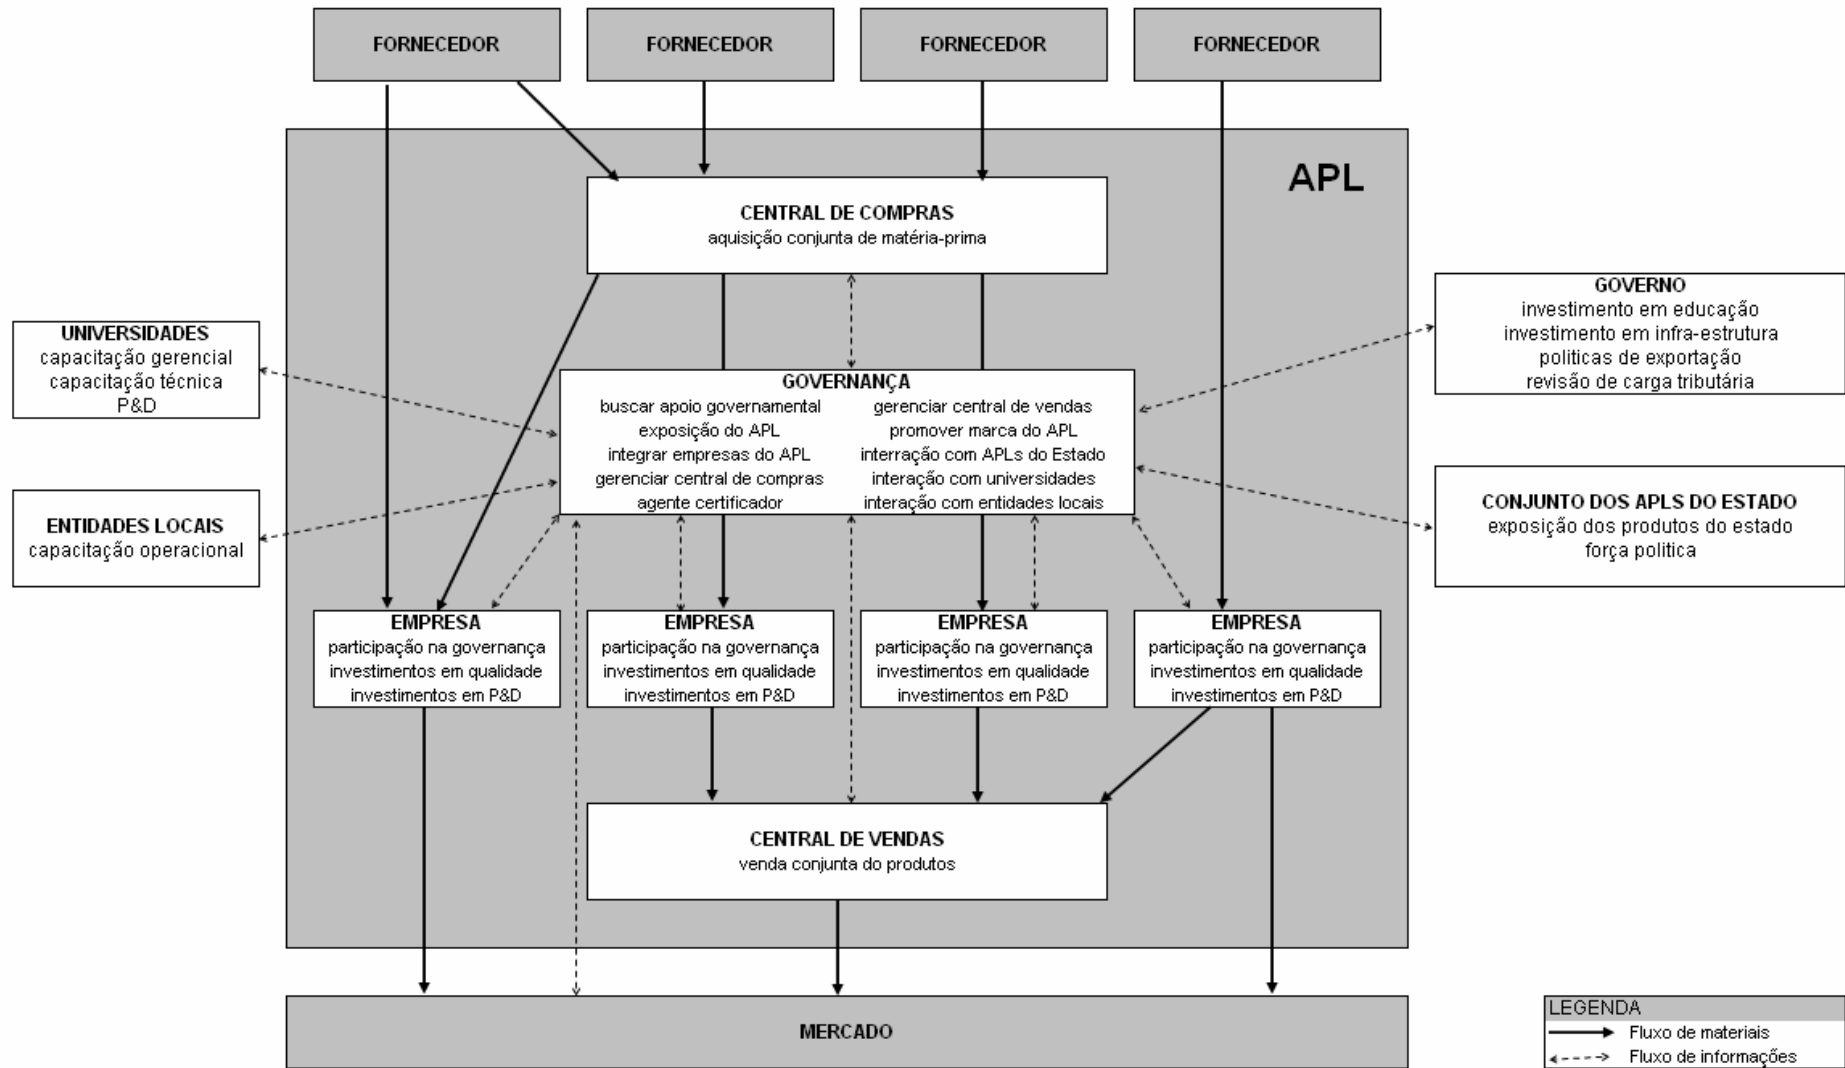 FORNECEDOR
FORNECEDOR
FORNECEDOR
FORNECEDOR
APL
CENTRAL DE COMPRAS
aquisição conjunta de matéria-prima
UNIVERSIDADES
capacitação gerencial
capacitação técnica
P&D
ENTIDADES LOCAIS
capacitação operacional
GOVERNANÇA
buscar apoio governamental
exposição do APL
integrar empresas do APL
gerenciar central de compras
agente certificador
gerenciar central de vendas
promover marca do APL
interração com APLs do Estado
interação com universidades
interação com entidades locais
GOVERNO
investimento em educação
investimento em infra-estrutura
politicas de exportação
revisão de carga tributária
CONJUNTO DOS APLS DO ESTADO
exposição dos produtos do estado
força politica
EMPRESA
participação na governança
investimentos em qualidade
investimentos em P&D
EMPRESA
participação na governança
investimentos em qualidade
investimentos em P&D
EMPRESA
participação na governança
investimentos em qualidade
investimentos em P&D
EMPRESA
participação na governança
investimentos em qualidade
investimentos em P&D
CENTRAL DE VENDAS
venda conjunta do produtos
MERCADO
LEGENDA
Fluxo de materiais
Fluxo de informações